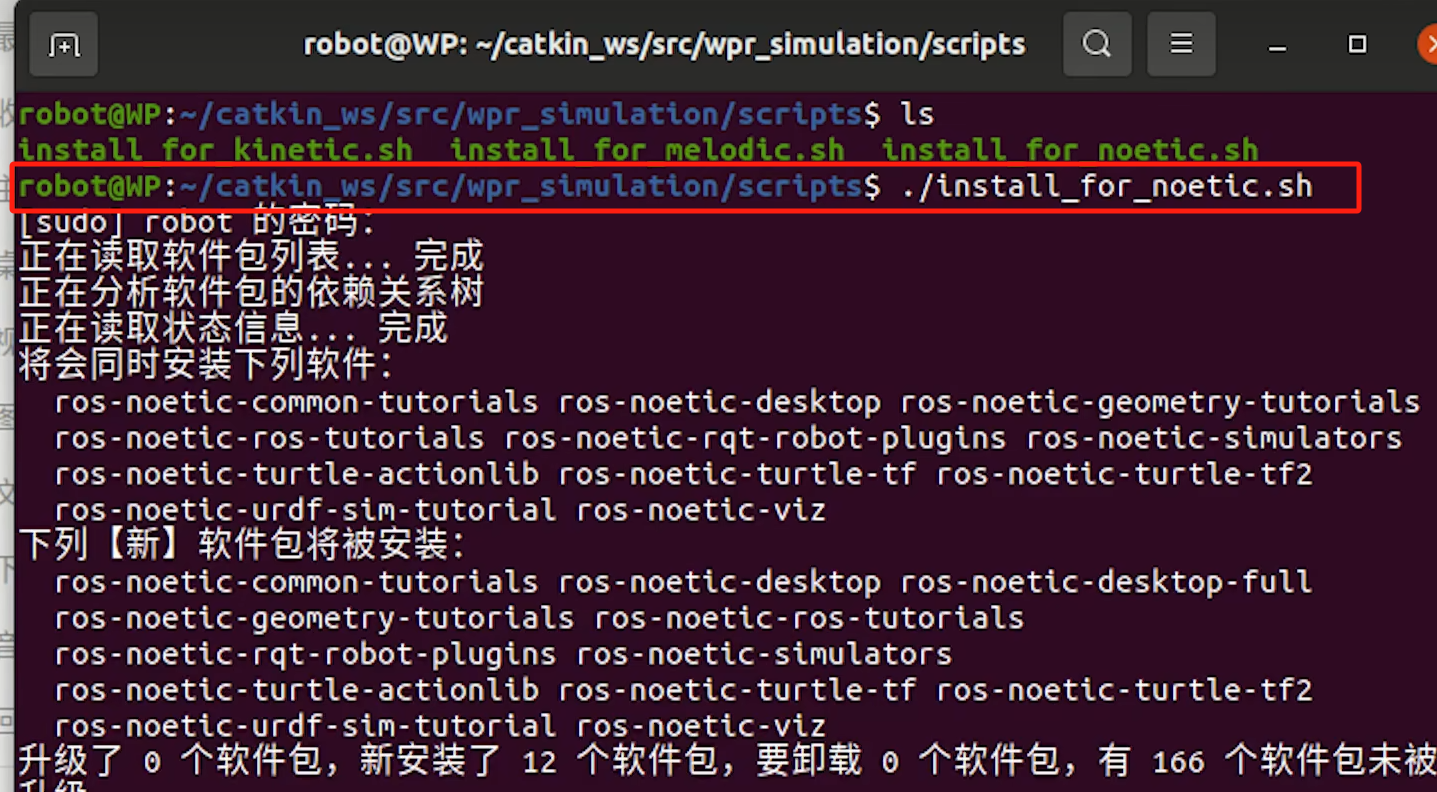 robot@WP: ~/catkin_ws/src/wpr_simulation/scripts
robot@WP:~/catkin_ws/src/wpr_simulation/scripts$ ls
install_for_kinetic.sh install_for_melodic.sh install_for_noetic.sh
robot@WP:~/catkin_ws/src/wpr_simulation/scripts$ ./install_for_noetic.sh
[sudo] robot 的密码：
正在读取软件包列表... 完成
正在分析软件包的依赖关系树
正在读取状态信息... 完成
将会同时安装下列软件：
ros-noetic-common-tutorials ros-noetic-desktop ros-noetic-geometry-tutorials
ros-noetic-ros-tutorials ros-noetic-rqt-robot-plugins ros-noetic-simulators
ros-noetic-turtle-actionlib ros-noetic-turtle-tf ros-noetic-turtle-tf2
ros-noetic-urdf-sim-tutorial ros-noetic-viz
下列【新】软件包将被安装：
ros-noetic-common-tutorials ros-noetic-desktop ros-noetic-desktop-full
ros-noetic-geometry-tutorials ros-noetic-ros-tutorials
ros-noetic-rqt-robot-plugins ros-noetic-simulators
ros-noetic-turtle-actionlib ros-noetic-turtle-tf ros-noetic-turtle-tf2
ros-noetic-urdf-sim-tutorial ros-noetic-viz
升级了 0 个软件包，新安装了 12 个软件包，要卸载 0 个软件包，有 166 个软件包未被
升级